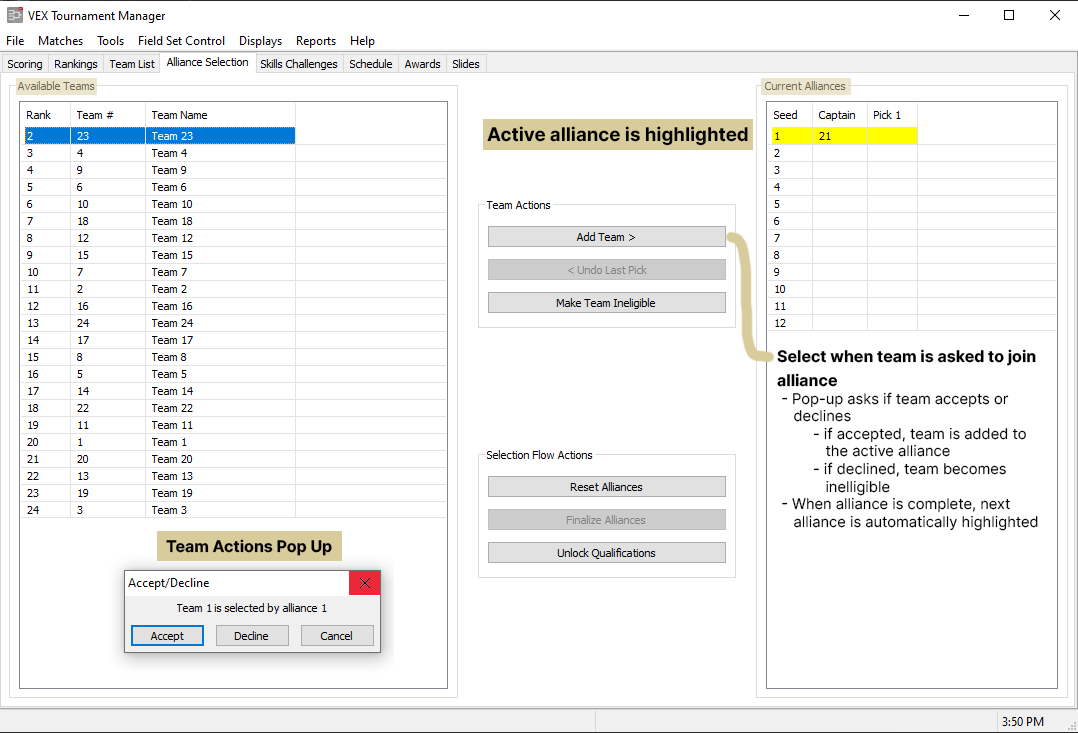 VEX Tournament Manager
File Matches Tools Field Set Control Displays Reports Help
Scoring Rankings Team List Alliance Selection Skills Challenges Schedule Awards Slides
Available Teams
Rank Team # Team Name
2 23 Team 23
3 4 Team 4
4 9 Team 9
5 6 Team 6
6 10 Team 10
7 18 Team 18
8 12 Team 12
9 15 Team 15
10 7 Team 7
11 2 Team 2
12 16 Team 16
13 24 Team 24
14 17 Team 17
15 8 Team 8
16 5 Team 5
17 14 Team 14
18 22 Team 22
19 11 Team 11
20 1 Team 1
21 20 Team 20
22 13 Team 13
23 19 Team 19
24 3 Team 3
Team Actions Pop Up
Accept/Decline
Team 1 is selected by alliance 1
Accept Decline Cancel
Active alliance is highlighted
Team Actions
Add Team >
< Undo Last Pick
Make Team Ineligible
Selection Flow Actions
Reset Alliances
Finalize Alliances
Unlock Qualifications
Current Alliances
Seed Captain Pick 1
1 21
2
3
4
5
6
7
8
9
10
11
12
Select when team is asked to join
alliance
- Pop-up asks if team accepts or
declines
- if accepted, team is added to
the active alliance
- if declined, team becomes
inelligible
- When alliance is complete, next
alliance is automatically highlighted
3:50 PM